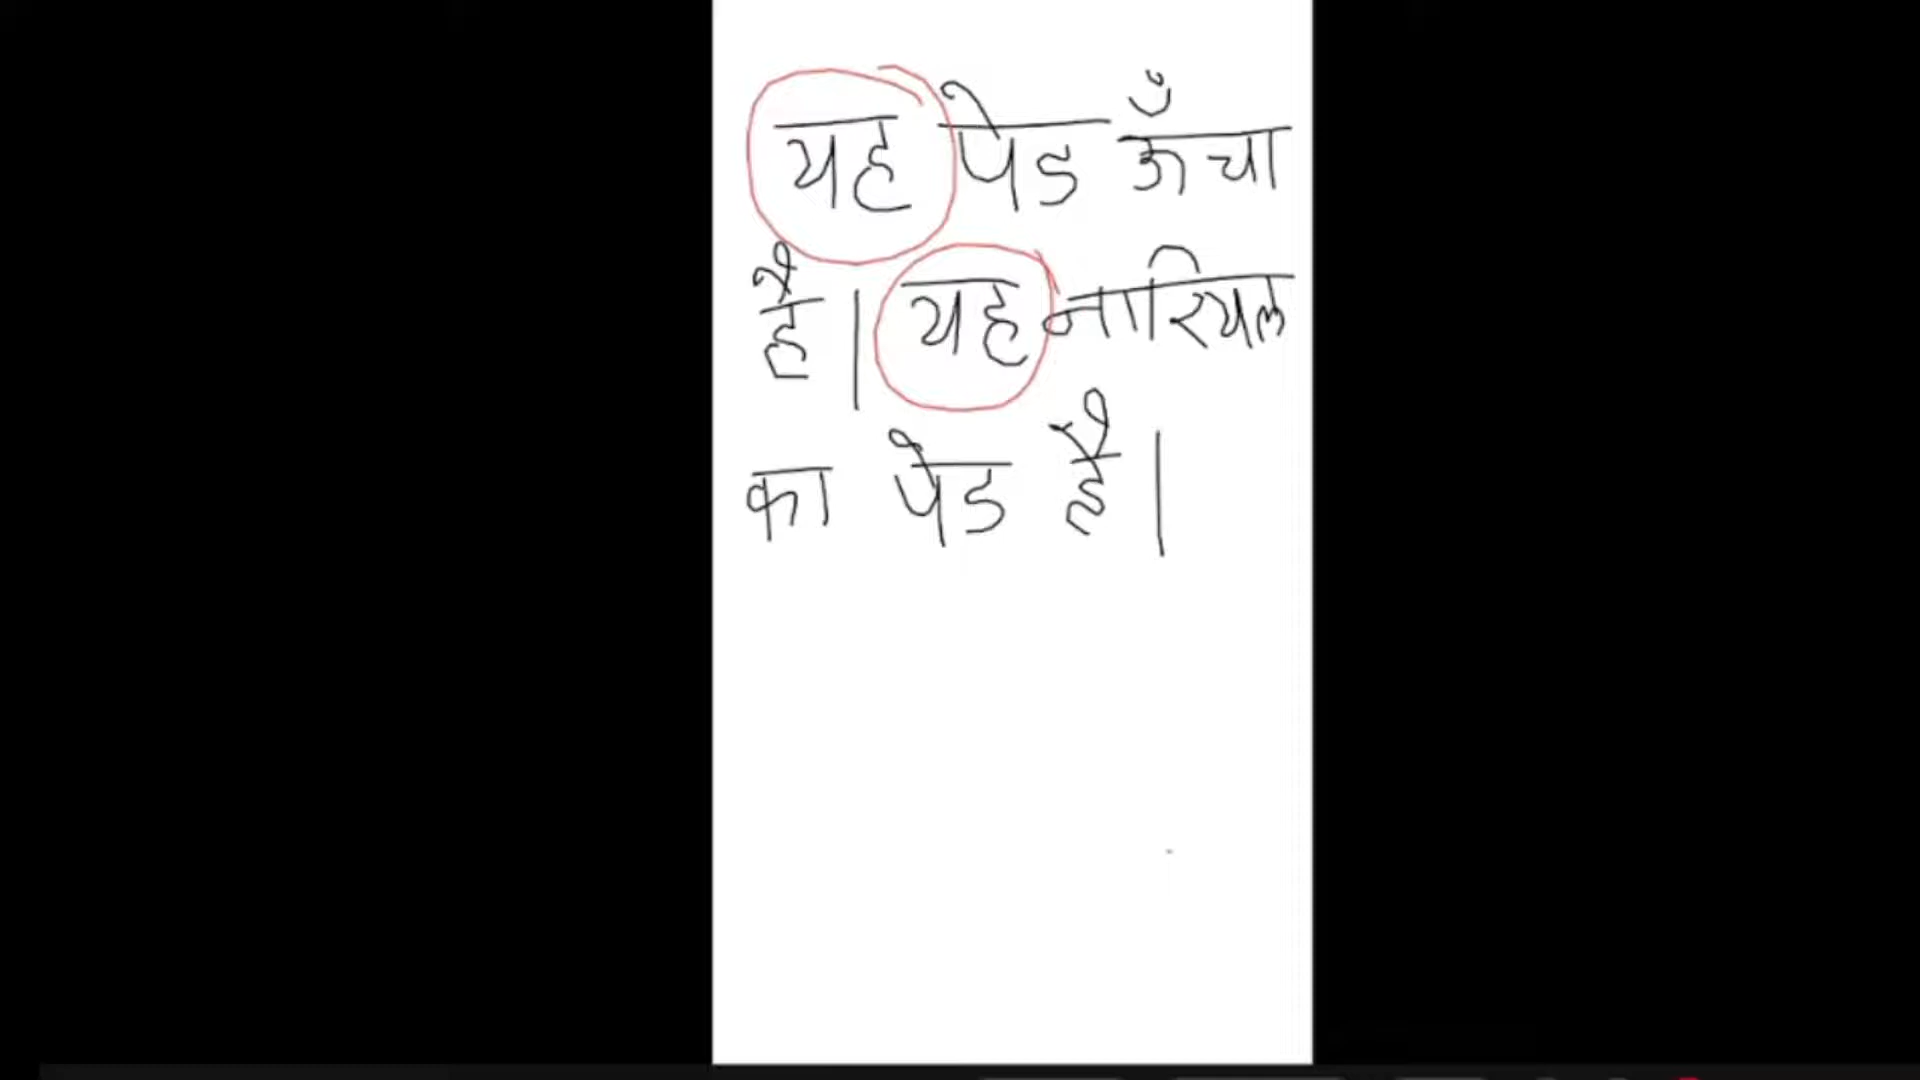 यह पेड ऊँचा
है| यह नारियल
का पेड है|